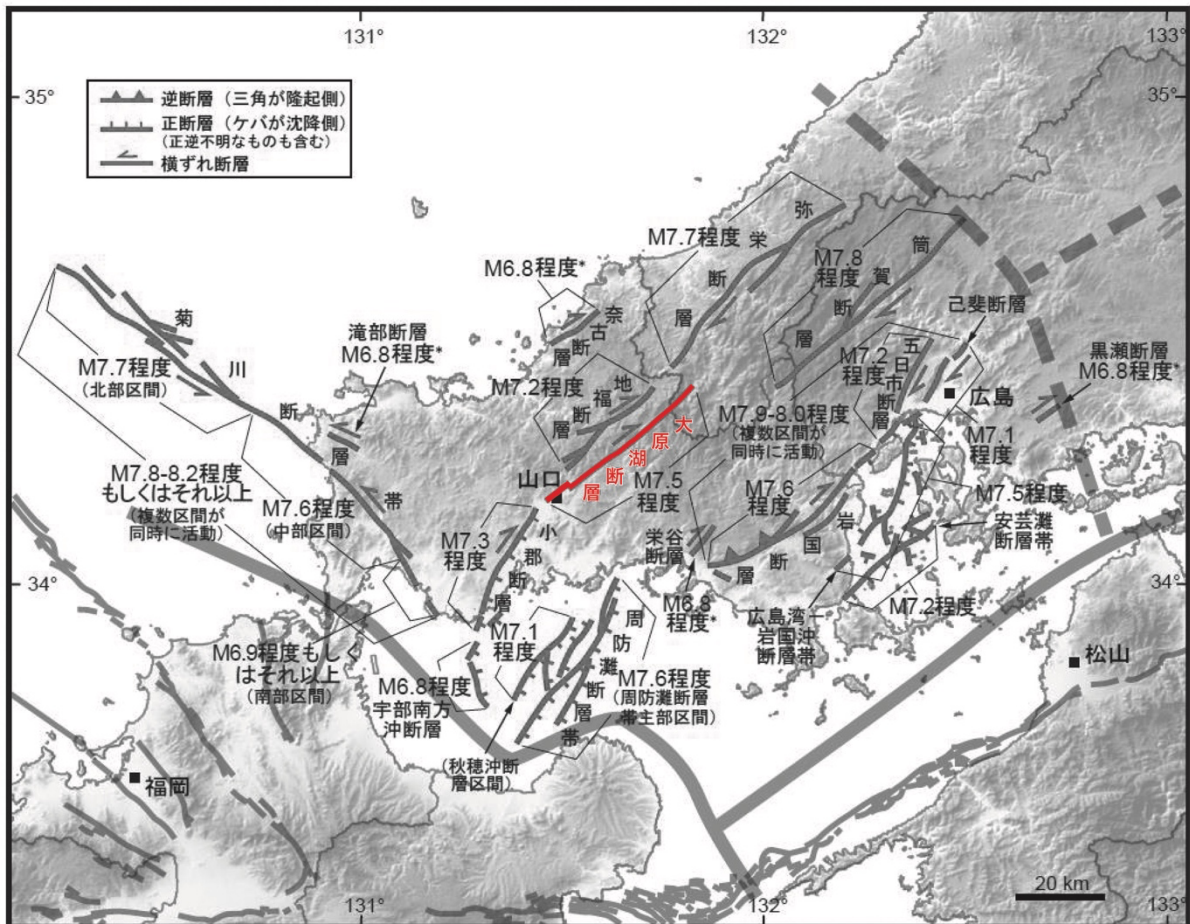 131°
132°
133°
35°
35°
逆断層（三角が隆起側）
正断層（ケバが沈降側）
（正逆不明なものも含む）
横ずれ断層
弥栄断層
M7.7程度
筒賀断層
M7.8
程度
M6.8程度*
奈古断層
己斐断層
菊川断層帯
滝部断層
M6.8程度*
M7.7程度
（北部区間）
M7.2程度
地福断層
五日市断層
M7.2
程度
黒瀬断層
M6.8程度*
広島
M7.1
程度
大原湖断層
M7.9-8.0程度
（複数区間が
同時に活動）
M7.8-8.2程度
もしくはそれ以上
（複数区間が
同時に活動）
M7.6程度
（中部区間）
山口
M7.5
程度
M7.6
程度
M7.5程度
安芸灘
断層帯
M7.3
程度
小郡断層
栄谷
断層
岩国断層
34°
34°
M6.8
程度*
M7.2程度
広島湾－
岩国沖
断層帯
M6.9程度もしく
はそれ以上
（南部区間）
M7.1
程度
周防灘断層帯
M6.8程度
宇部南方
沖断層
M7.6程度
（周防灘断層
帯主部区間）
松山
（秋穂沖断
層区間）
福岡
20 km
131°
132°
133°